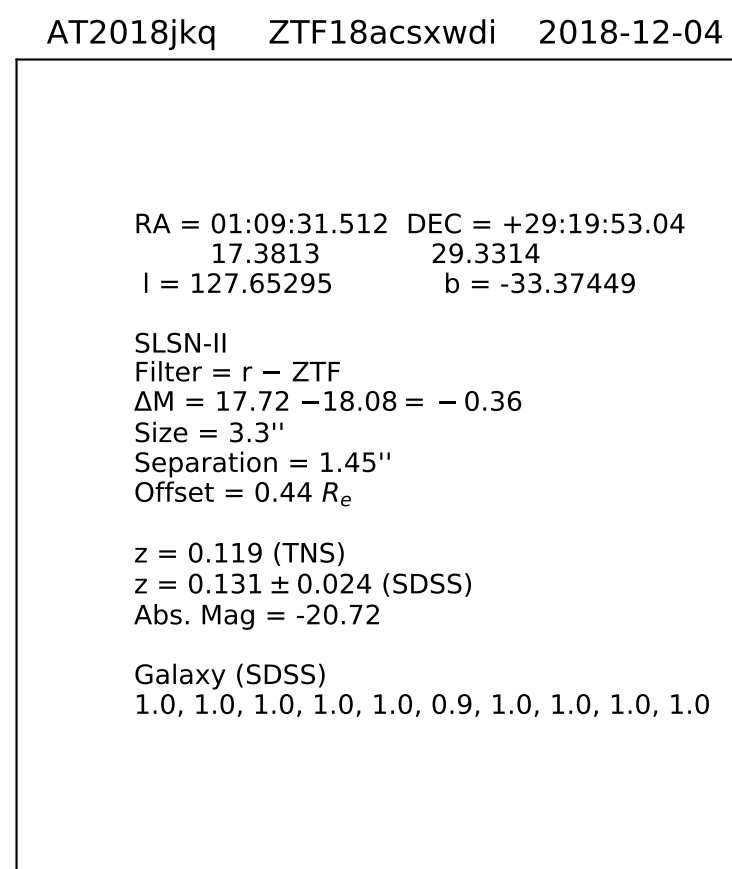 AT2018jkq ZTF18acsxwdi 2018-12-04
RA = 01:09:31.512 DEC = +29:19:53.04
17.3813 29.3314
l = 127.65295 b = -33.37449
SLSN-II
Filter = r − ZTF
ΔM = 17.72 −18.08 = − 0.36
Size = 3.3''
Separation = 1.45''
Offset = 0.44 Rₑ
z = 0.119 (TNS)
z = 0.131 ± 0.024 (SDSS)
Abs. Mag = -20.72
Galaxy (SDSS)
1.0, 1.0, 1.0, 1.0, 1.0, 0.9, 1.0, 1.0, 1.0, 1.0